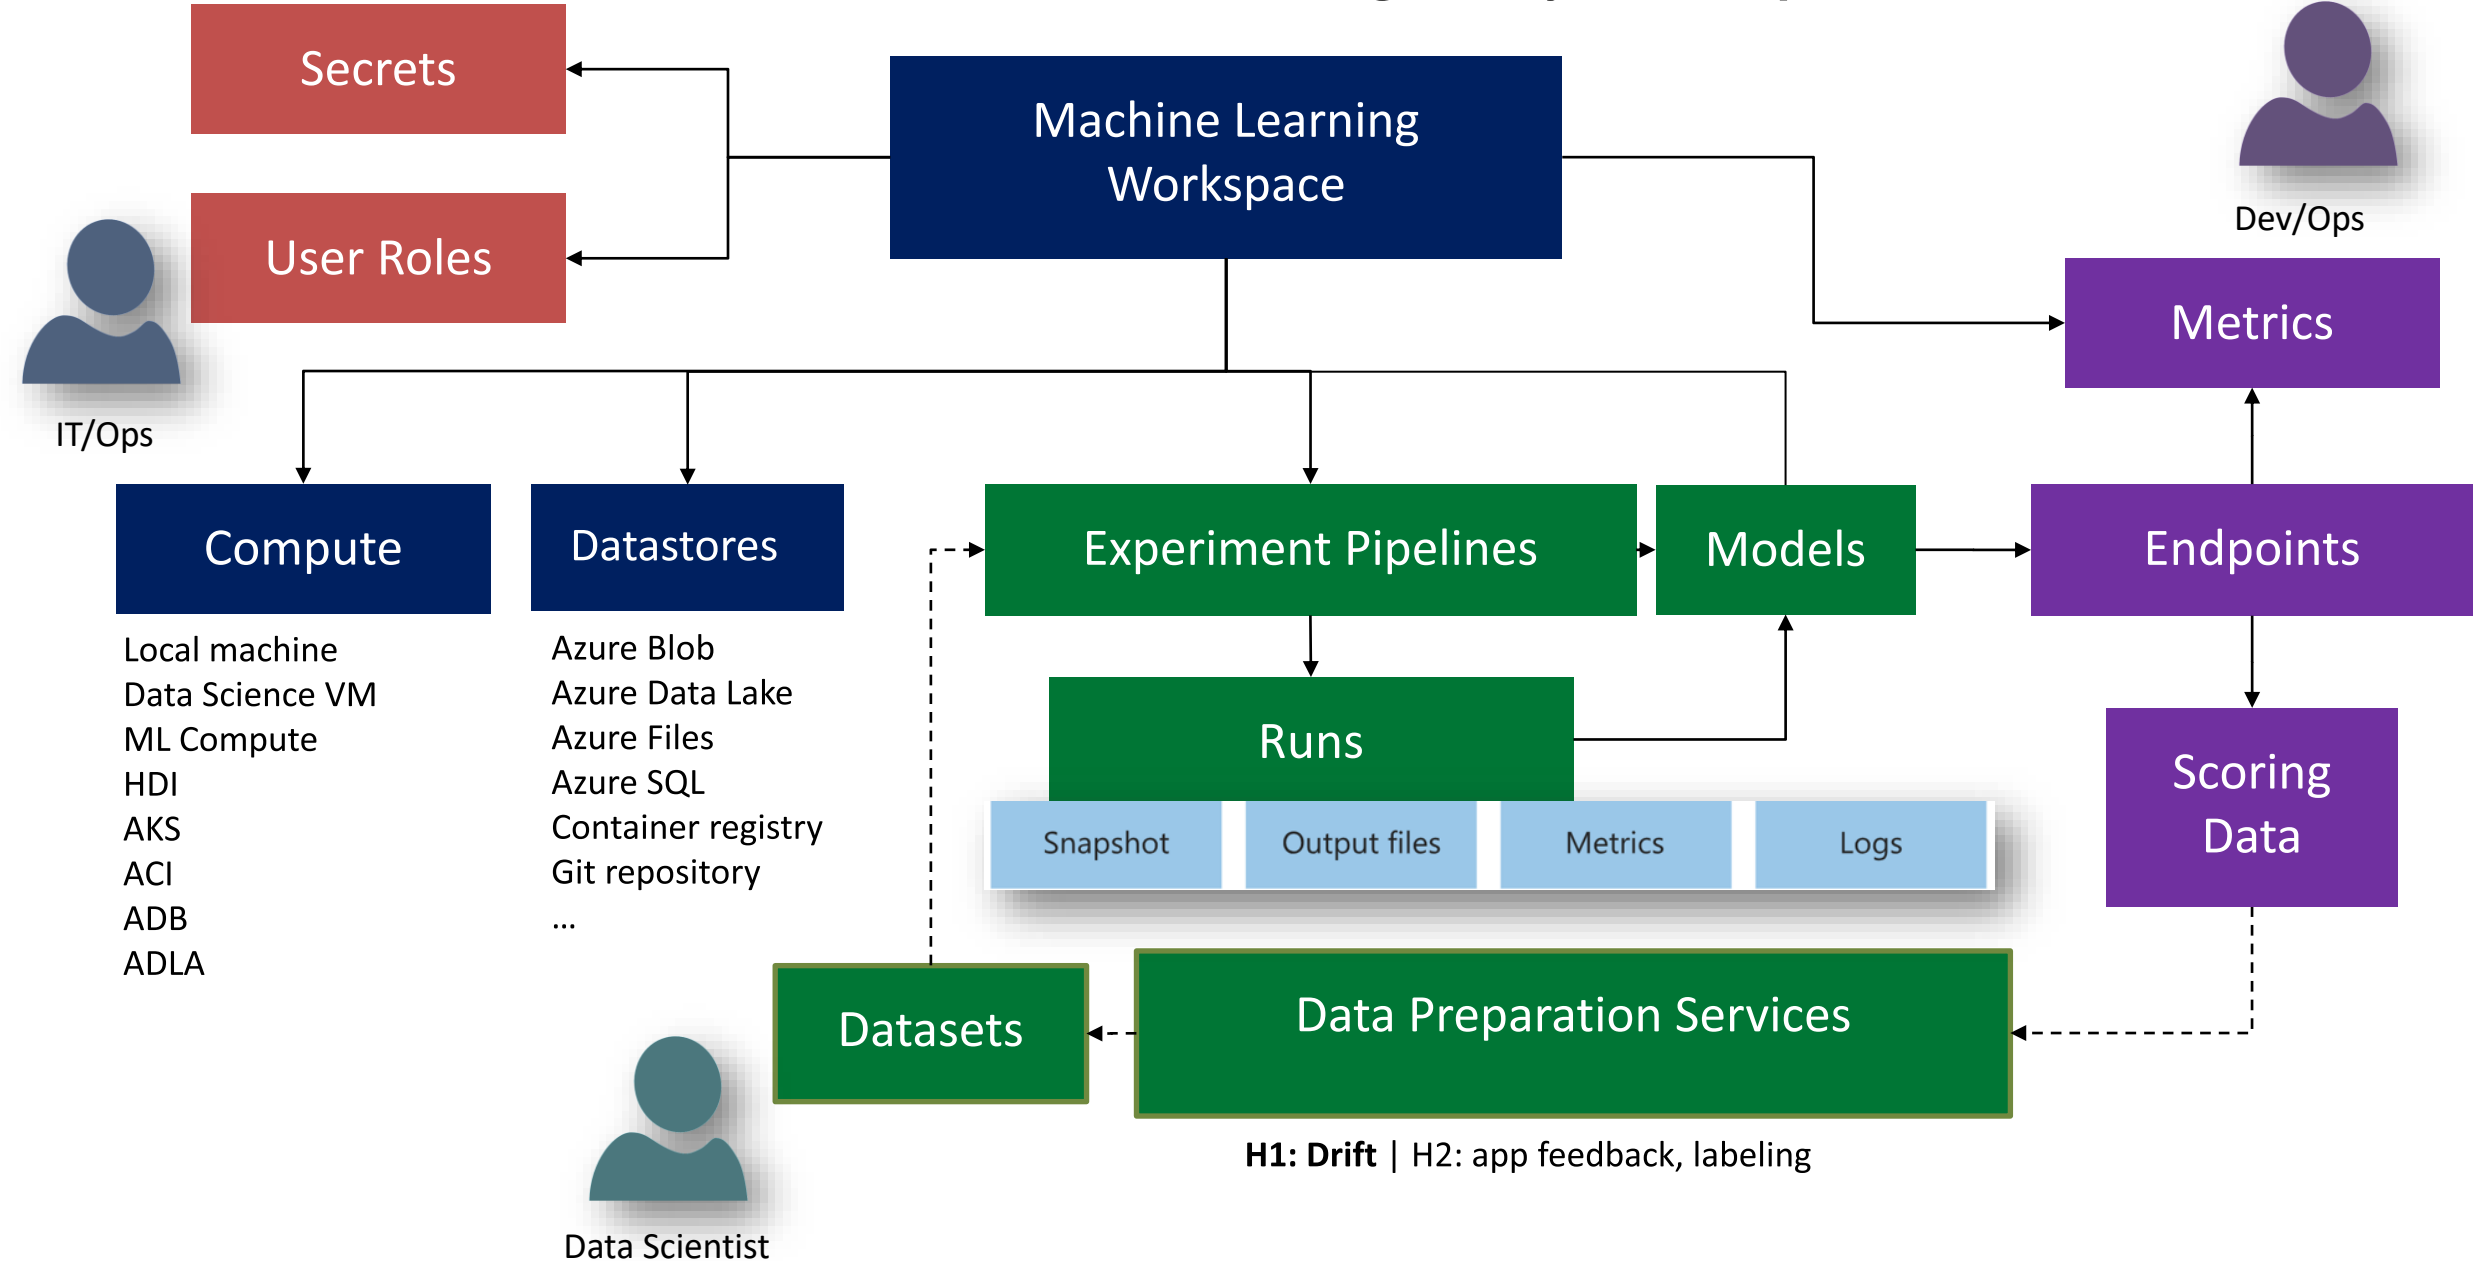 Secrets
Machine Learning
Workspace
User Roles
Dev/Ops
Metrics
IT/Ops
Compute
Datastores
Experiment Pipelines
Models
Endpoints
Local machine
Data Science VM
ML Compute
HDI
AKS
ACI
ADB
ADLA
Azure Blob
Azure Data Lake
Azure Files
Azure SQL
Container registry
Git repository
...
Runs
Snapshot
Output files
Metrics
Logs
Scoring
Data
Datasets
Data Preparation Services
H1: Drift | H2: app feedback, labeling
Data Scientist